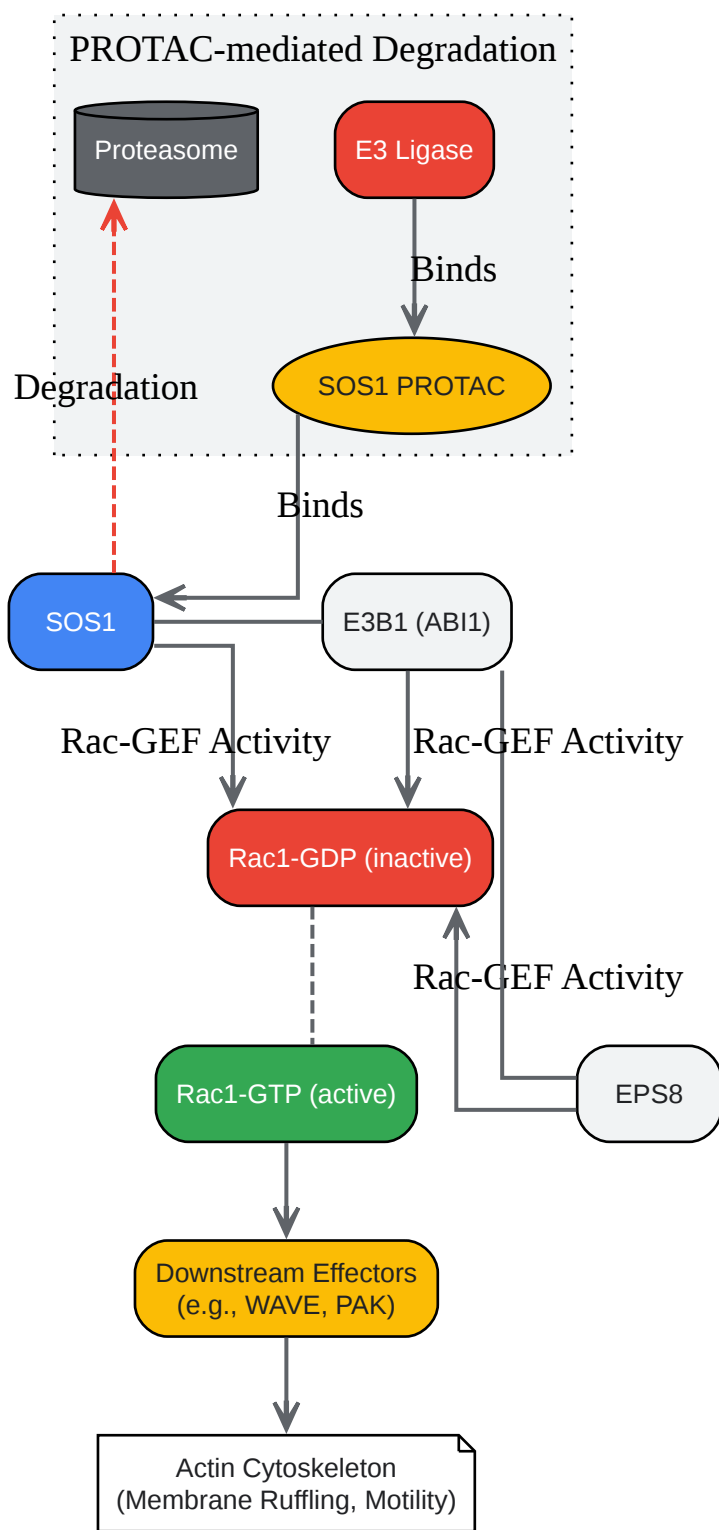 PROTAC-mediated Degradation
Proteasome
E3 Ligase
Binds
Degradation
SOS1 PROTAC
Binds
SOS1
E3B1 (ABI1)
Rac-GEF Activity
Rac-GEF Activity
Rac1-GDP (inactive)
Rac-GEF Activity
Rac1-GTP (active)
EPS8
Downstream Effectors
(e.g., WAVE, PAK)
Actin Cytoskeleton
(Membrane Ruffling, Motility)